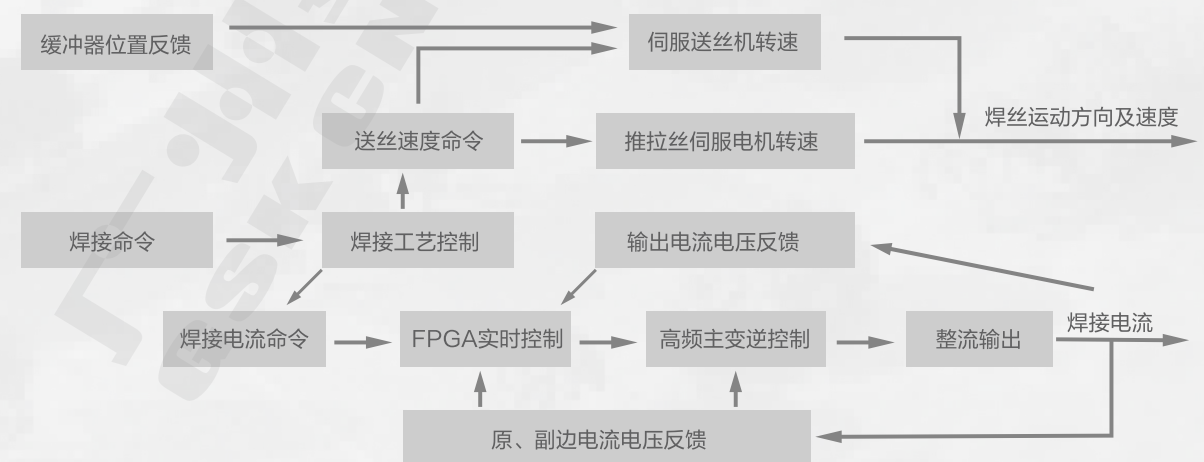 缓冲器位置反馈
伺服送丝机转速
焊丝运动方向及速度
送丝速度命令
推拉丝伺服电机转速
焊接命令
焊接工艺控制
输出电流电压反馈
焊接电流
焊接电流命令
FPGA实时控制
高频主变逆控制
整流输出
原、副边电流电压反馈
GSK CN